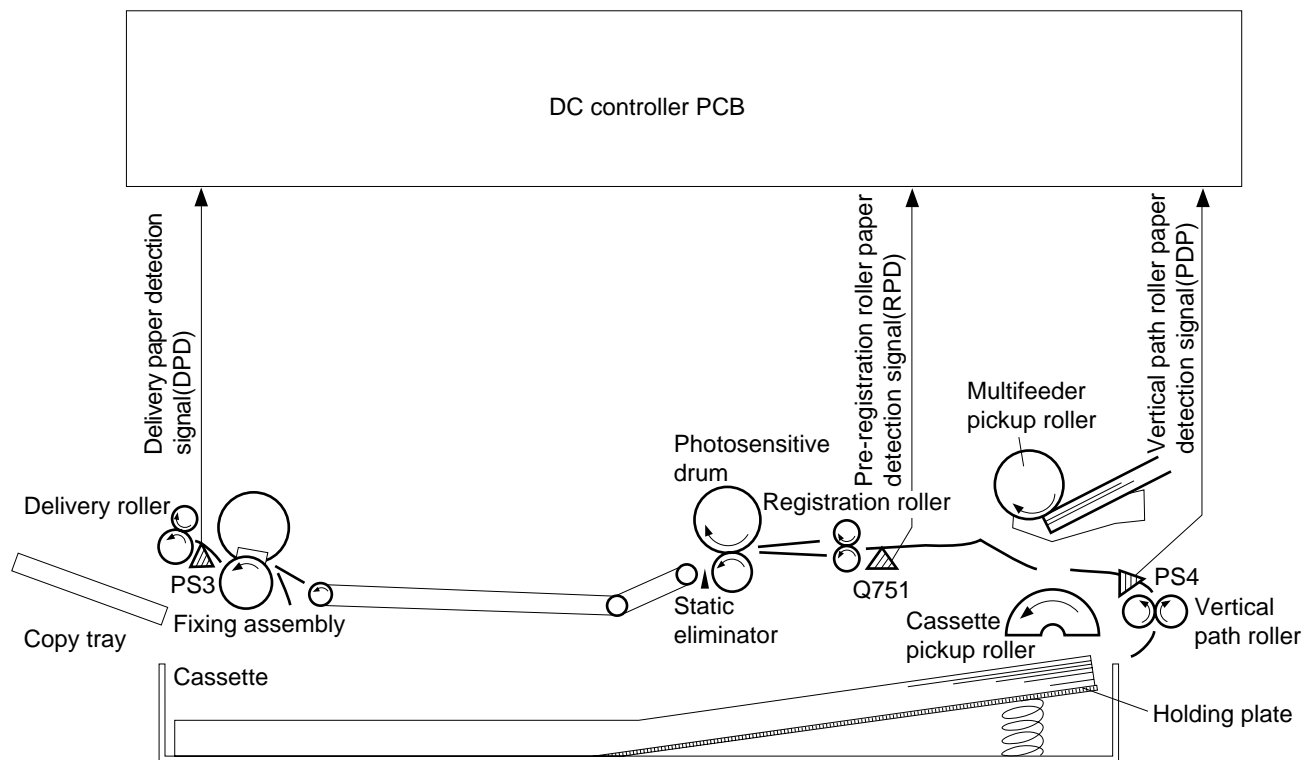 DC controller PCB
Delivery paper detection
signal(DPD)
Pre-registration roller paper
detection signal(RPD)
Vertical path roller paper
detection signal(PDP)
Multifeeder
pickup roller
Photosensitive
drum
Registration roller
Delivery roller
PS3
Q751
PS4
Fixing assembly
Static
eliminator
Cassette
pickup roller
Vertical
path roller
Copy tray
Cassette
Holding plate